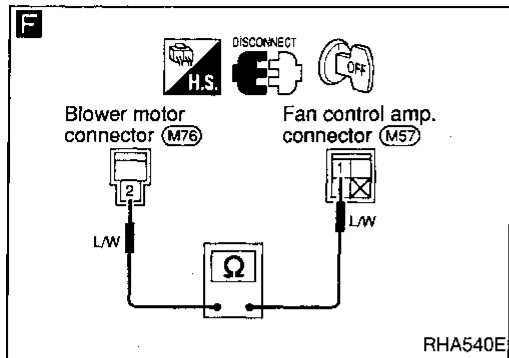 F
DISCONNECT
H.S.
OFF
Blower motor
connector (M76)
Fan control amp.
connector (M57)
2
1
L/W
L/W
Ω
RHA540E